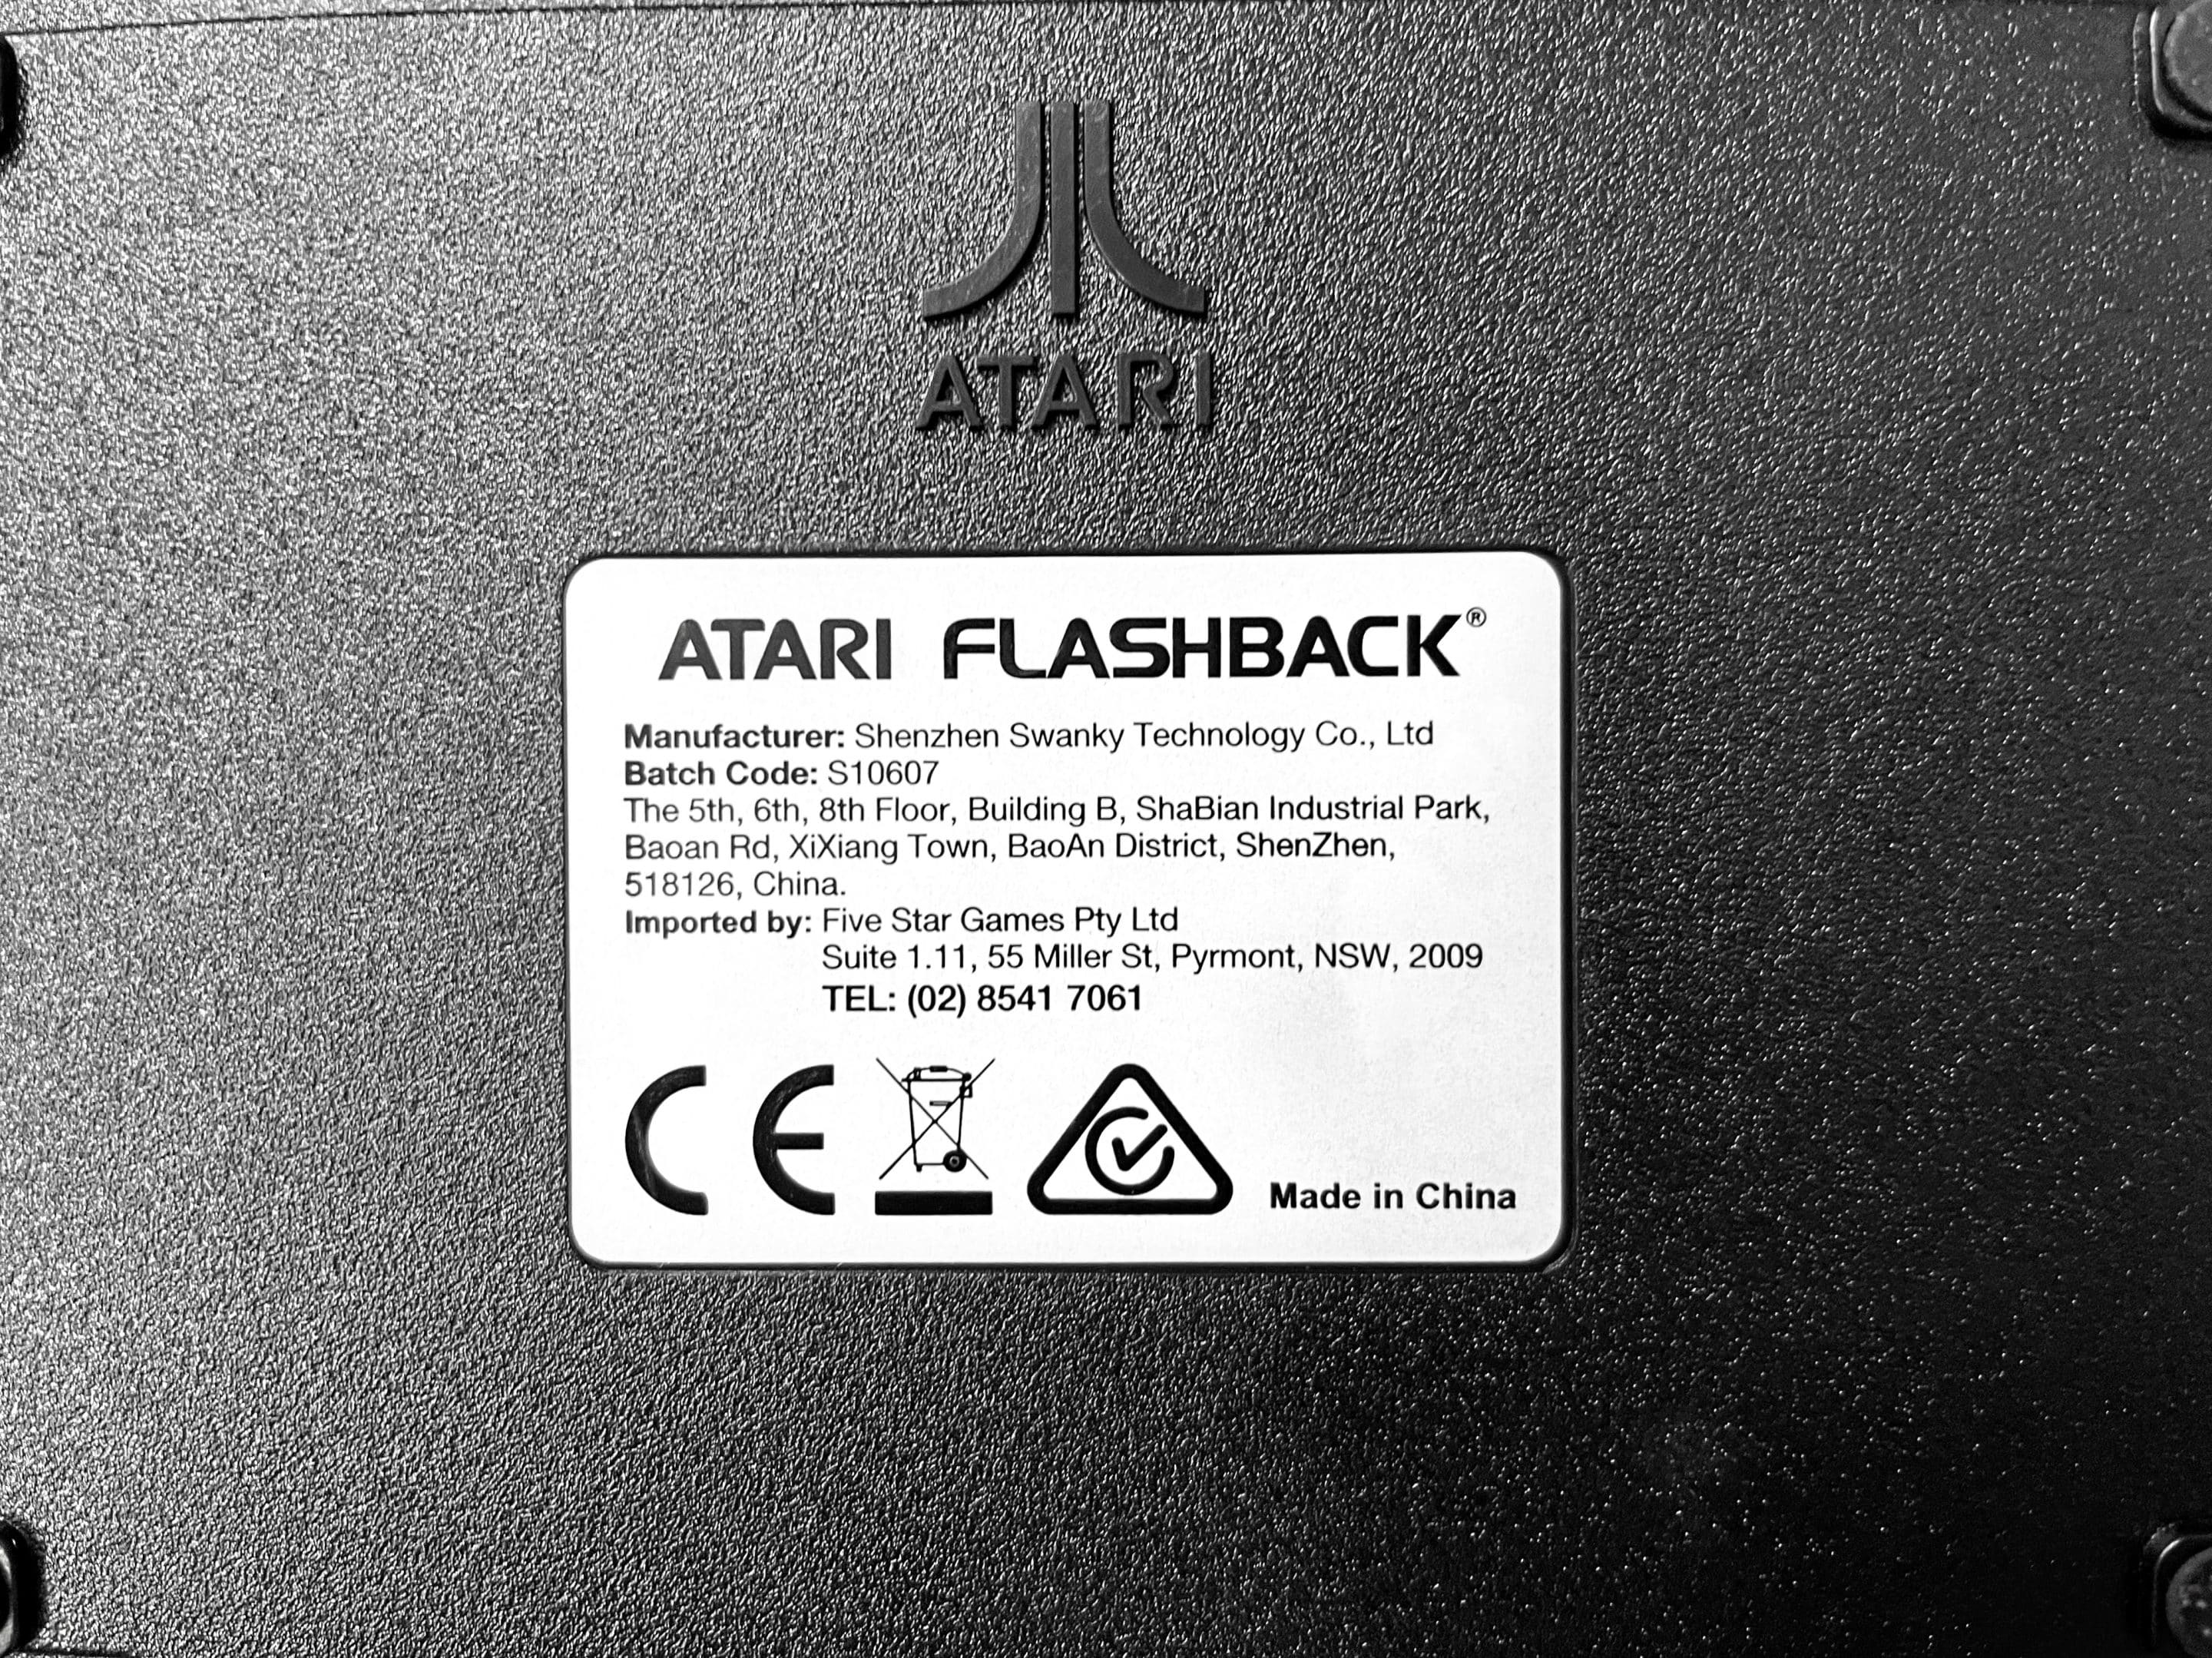 ATARI
ATARI FLASHBACK®
Manufacturer: Shenzhen Swanky Technology Co., Ltd
Batch Code: S10607
The 5th, 6th, 8th Floor, Building B, ShaBian Industrial Park,
Baoan Rd, XiXiang Town, BaoAn District, ShenZhen,
518126, China.
Imported by: Five Star Games Pty Ltd
Suite 1.11, 55 Miller St, Pyrmont, NSW, 2009
TEL: (02) 8541 7061
CE
Made in China